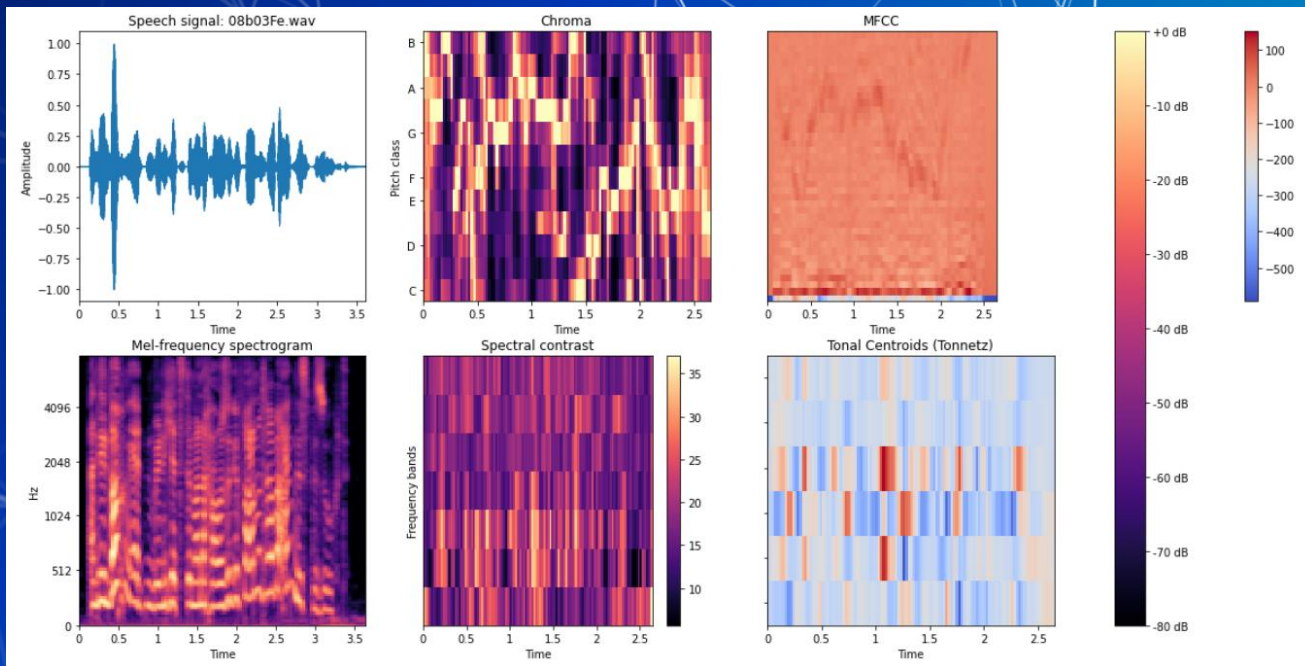 Speech signal: 08b03Fe.wav
1.00
0.75
0.50
0.25
0.00
−0.25
−0.50
−0.75
−1.00
Amplitude
0 0.5 1 1.5 2 2.5 3 3.5
Time
Chroma
B
A
G
F
E
D
C
Pitch class
0 0.5 1 1.5 2 2.5
Time
MFCC
0 0.5 1 1.5 2 2.5
Time
+0 dB
-10 dB
-20 dB
-30 dB
-40 dB
-50 dB
-60 dB
-70 dB
-80 dB
100
0
−100
−200
−300
−400
−500
Mel-frequency spectrogram
4096
2048
1024
512
0
Hz
0 0.5 1 1.5 2 2.5 3 3.5
Time
Spectral contrast
Frequency bands
0 0.5 1 1.5 2 2.5
Time
35
30
25
20
15
10
Tonal Centroids (Tonnetz)
0 0.5 1 1.5 2 2.5
Time